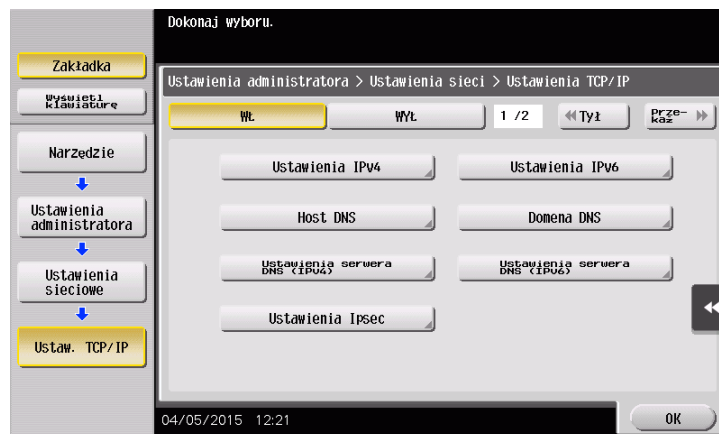 Dokonaj wyboru.
Zakładka
Wyświetl
klawiaturę
Ustawienia administratora > Ustawienia sieci > Ustawienia TCP/IP
WŁ
WYŁ
1 /2
Tył
Prze-
każ
Narzędzie
Ustawienia
administratora
Ustawienia
sieciowe
Ustaw. TCP/IP
Ustawienia IPv4
Ustawienia IPv6
Host DNS
Domena DNS
Ustawienia serwera
DNS (IPv4)
Ustawienia serwera
DNS (IPv6)
Ustawienia Ipsec
04/05/2015 12:21
OK